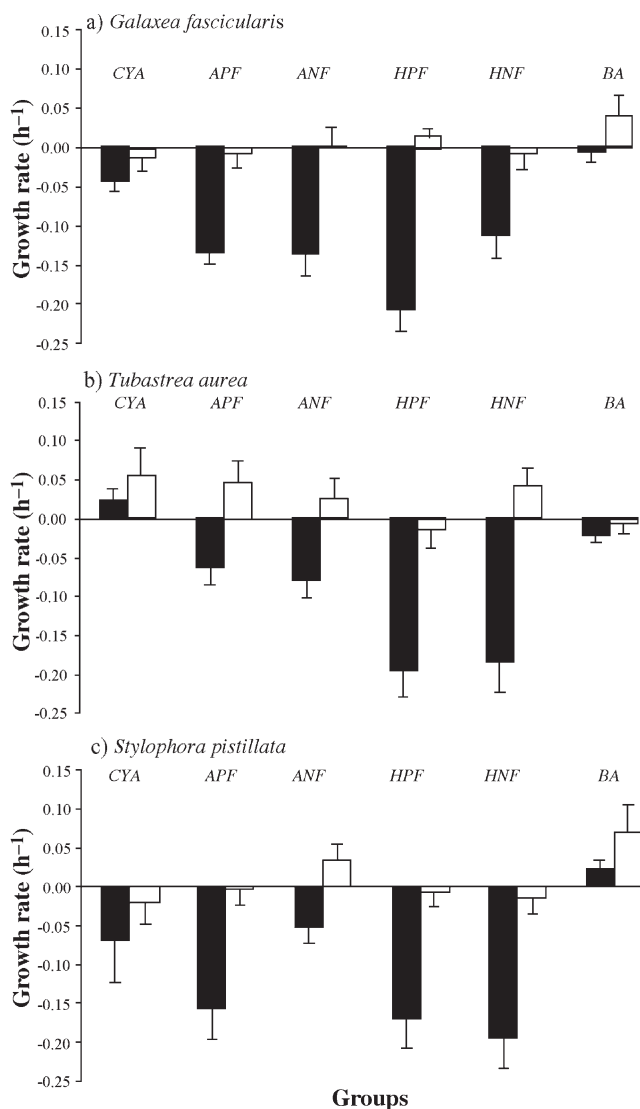 a) Galaxea fascicularis
0.15
CYA APF ANF HPF HNF BA
0.10
0.05
0.00
-0.05
-0.10
-0.15
-0.20
-0.25
Growth rate (h⁻¹)
b) Tubastrea aurea
0.15
CYA APF ANF HPF HNF BA
0.10
0.05
0.00
-0.05
-0.10
-0.15
-0.20
-0.25
Growth rate (h⁻¹)
c) Stylophora pistillata
0.15
CYA APF ANF HPF HNF BA
0.10
0.05
0.00
-0.05
-0.10
-0.15
-0.20
-0.25
Growth rate (h⁻¹)
Groups